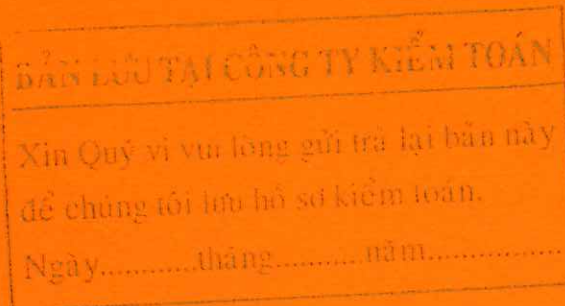 BẢN LƯU TẠI CÔNG TY KIỂM TOÁN
Xin Quý vị vui lòng gửi trả lại bản này
để chúng tôi lưu hồ sơ kiểm toán.
Ngày............tháng............năm.................